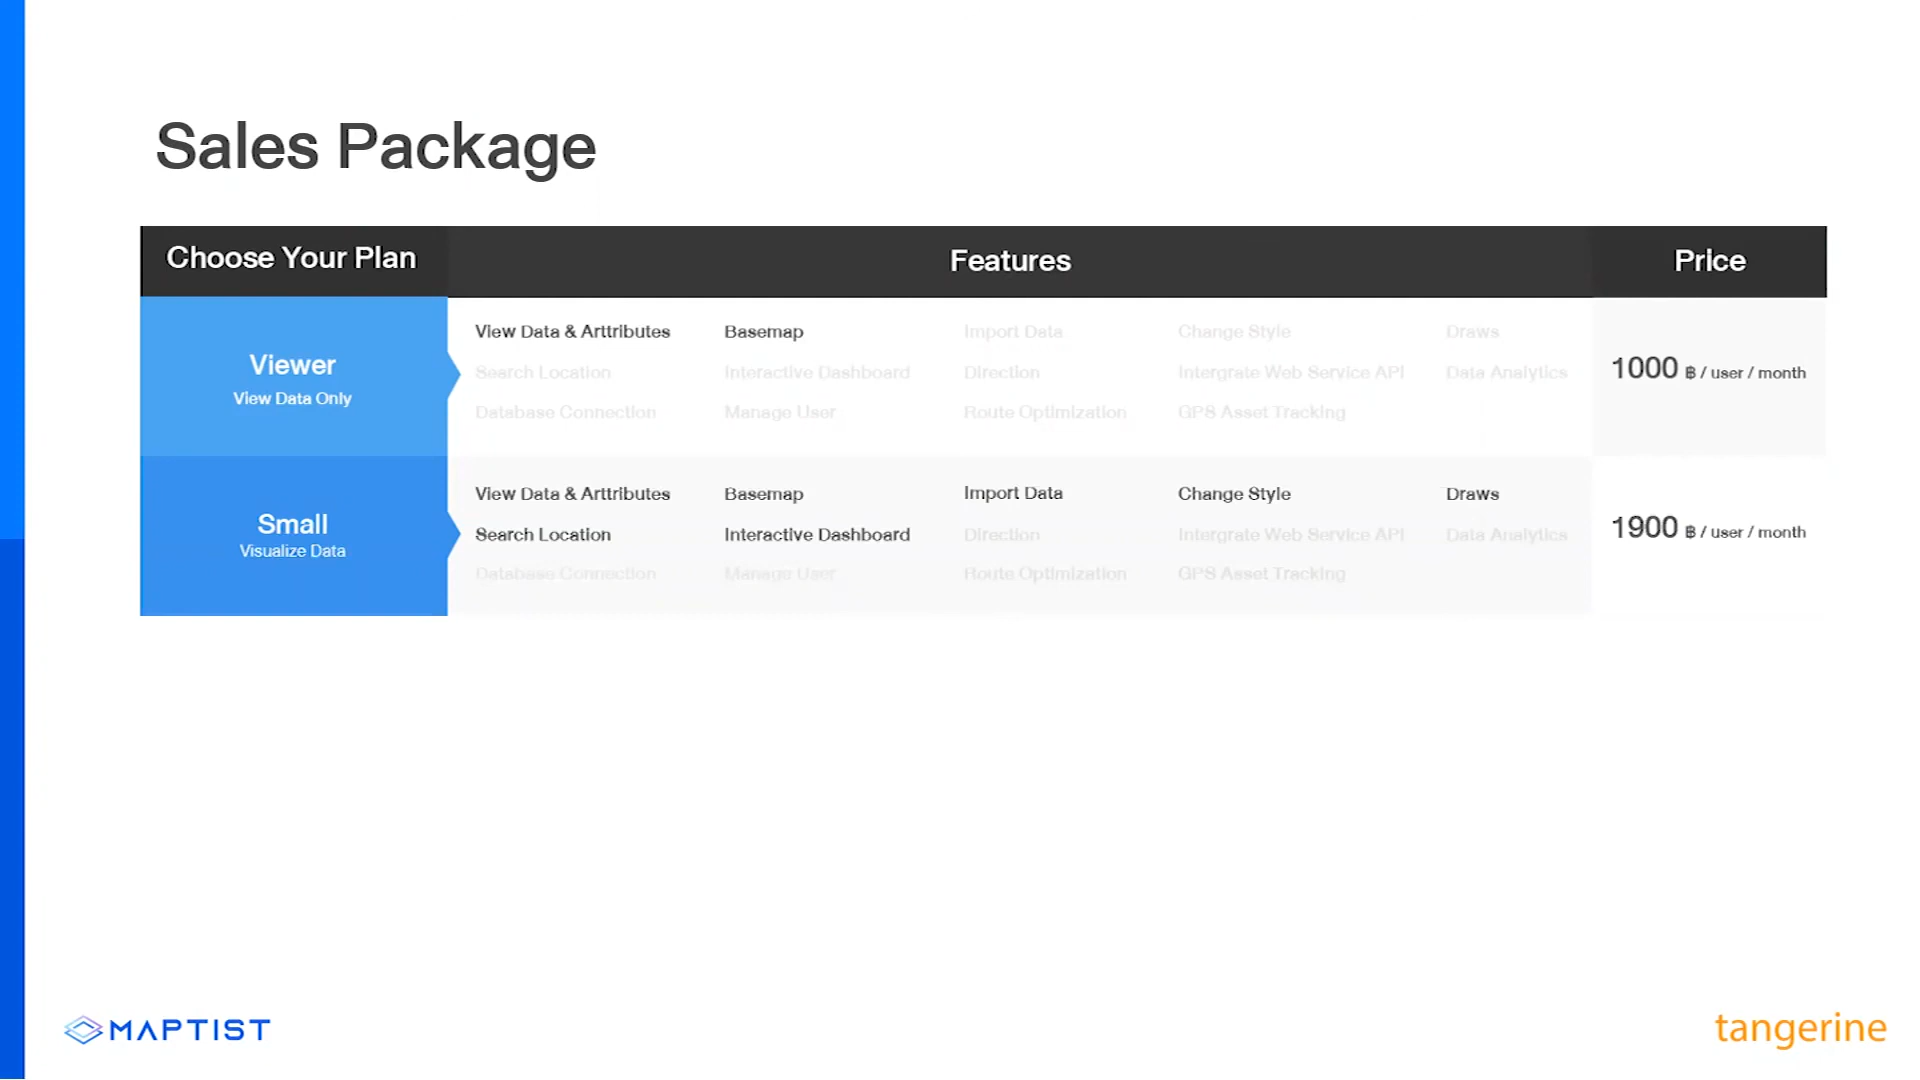 Sales Package
Choose Your Plan Features Price
View Data & Arttributes Basemap Import Data Change Style Draws
Viewer
View Data Only
Search Location Interactive Dashboard Direction Intergrate Web Service API Data Analytics
1000 ฿ / user / month
Database Connection Manage User Route Optimization GPS Asset Tracking
View Data & Arttributes Basemap Import Data Change Style Draws
Small
Visualize Data
Search Location Interactive Dashboard Direction Intergrate Web Service API Data Analytics
1900 ฿ / user / month
Database Connection Manage User Route Optimization GPS Asset Tracking
MAPTIST
tangerine